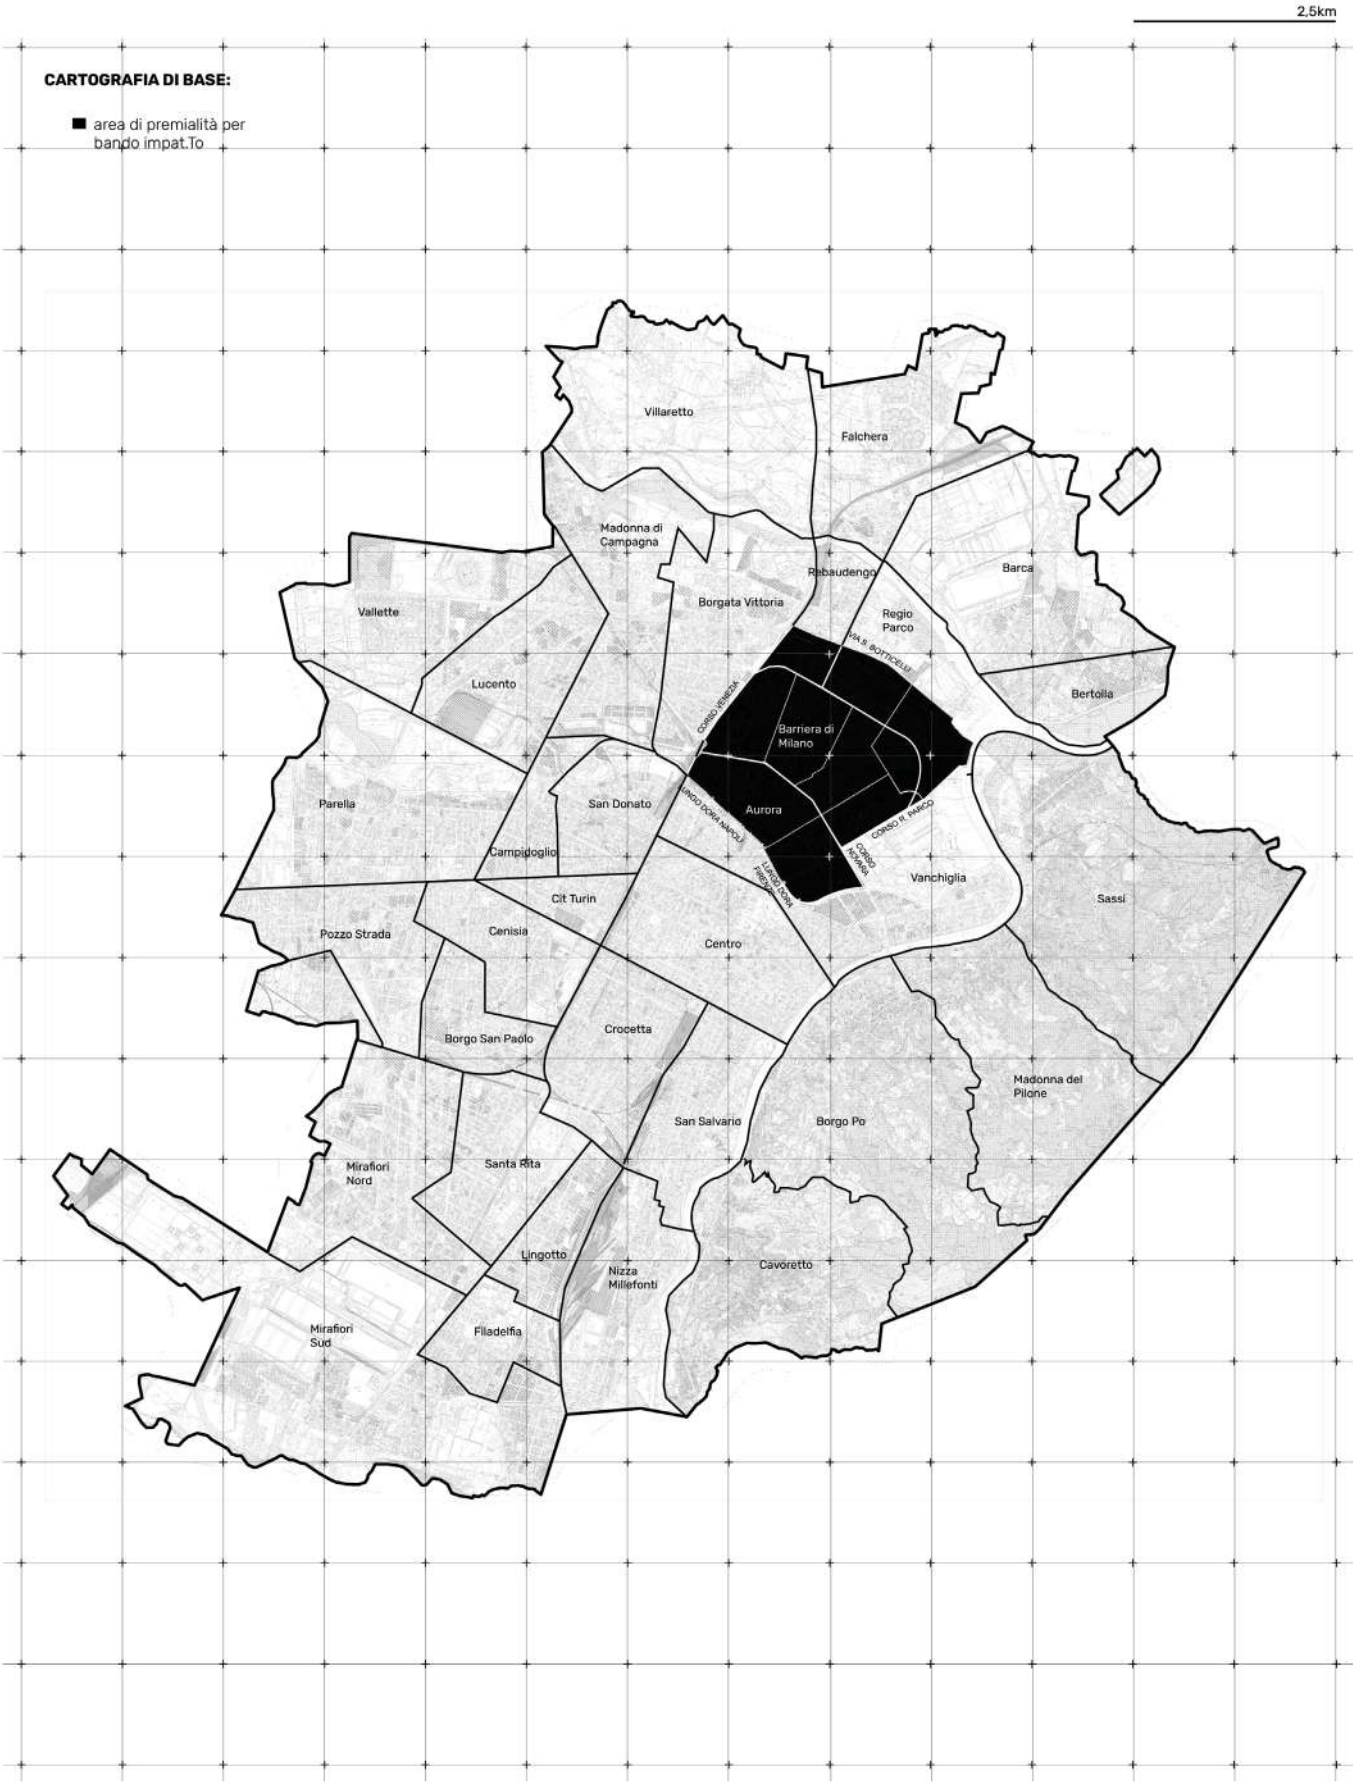 2,5km
CARTOGRAFIA DI BASE:
area di premialità per
bando impat.To
Villaretto
Falchera
Madonna di
Campagna
Barca
Rebaudengo
Borgata Vittoria
Vallette
Regio
Parco
VIA S. BOTTICELLI
Lucento
Bertolla
CORSO VENEZIA
Barriera di
Milano
Parella
San Donato
Aurora
LUNGO DORA NAPOLI
CORSO R. PARCO
Campidoglio
CORSO
NOVARA
LUNGO DORA
FIRENZE
Vanchiglia
Cit Turin
Sassi
Pozzo Strada
Cenisia
Centro
Crocetta
Borgo San Paolo
Madonna del
Pilone
San Salvario
Borgo Po
Santa Rita
Mirafiori
Nord
Lingotto
Cavoretto
Nizza
Millefonti
Mirafiori
Sud
Filadelfia